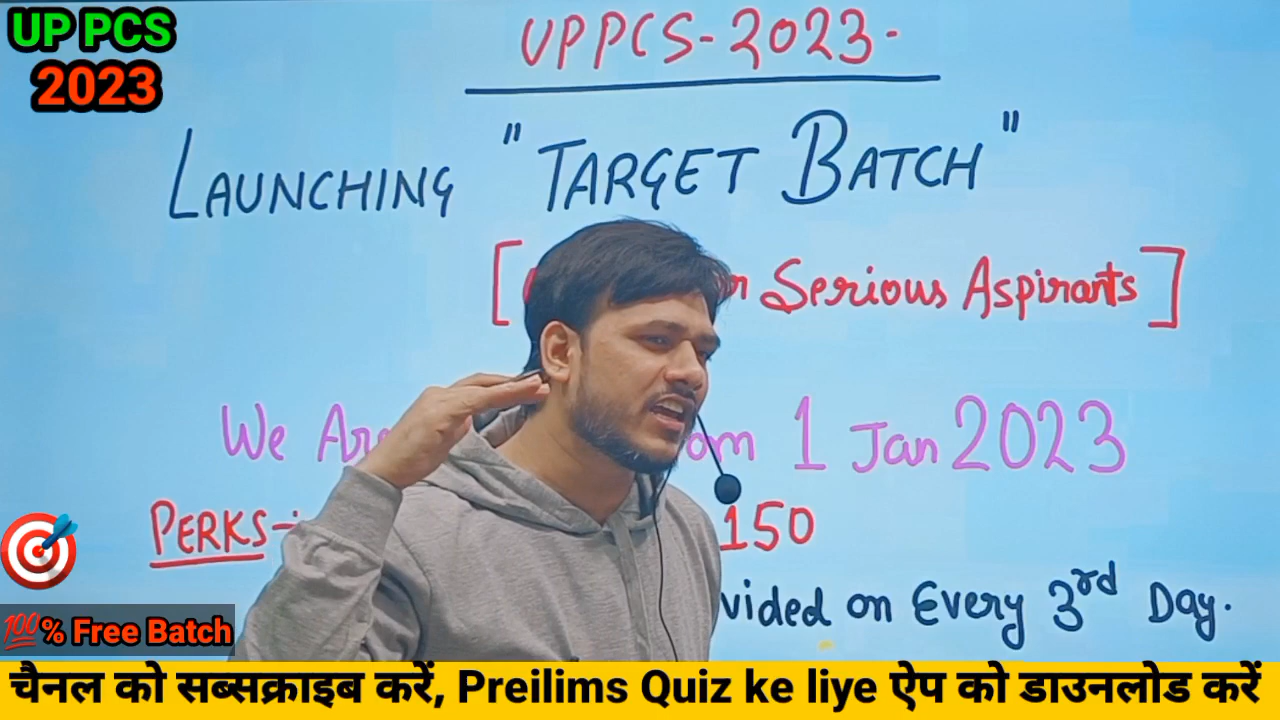 UP PCS
2023
UPPCS-2023-
LAUNCHING "TARGET BATCH"
[ Serious Aspirants ]
We 1 Jan 2023
PERKS-: 150
on Every 3rd Day.
💯% Free Batch
चैनल को सब्सक्राइब करें, Preilims Quiz ke liye ऐप को डाउनलोड करें